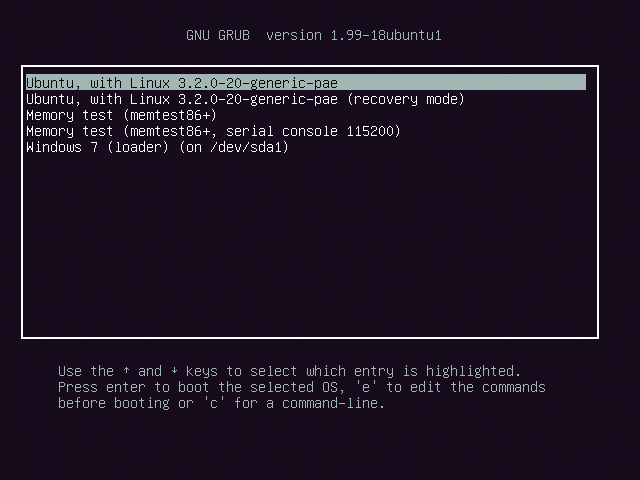 GNU GRUB  version 1.99-18ubuntu1
Ubuntu, with Linux 3.2.0-20-generic-pae
Ubuntu, with Linux 3.2.0-20-generic-pae (recovery mode)
Memory test (memtest86+)
Memory test (memtest86+, serial console 115200)
Windows 7 (loader) (on /dev/sda1)
Use the ↑ and ↓ keys to select which entry is highlighted.
Press enter to boot the selected OS, 'e' to edit the commands
before booting or 'c' for a command-line.